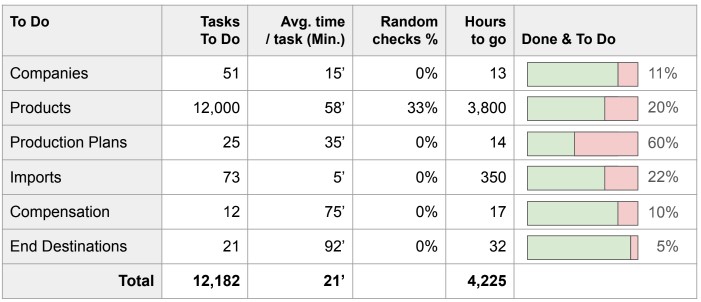 To Do Tasks To Do Avg. time / task (Min.) Random checks % Hours to go Done & To Do
Companies 51 15' 0% 13 11%
Products 12,000 58' 33% 3,800 20%
Production Plans 25 35' 0% 14 60%
Imports 73 5' 0% 350 22%
Compensation 12 75' 0% 17 10%
End Destinations 21 92' 0% 32 5%
Total 12,182 21' 4,225